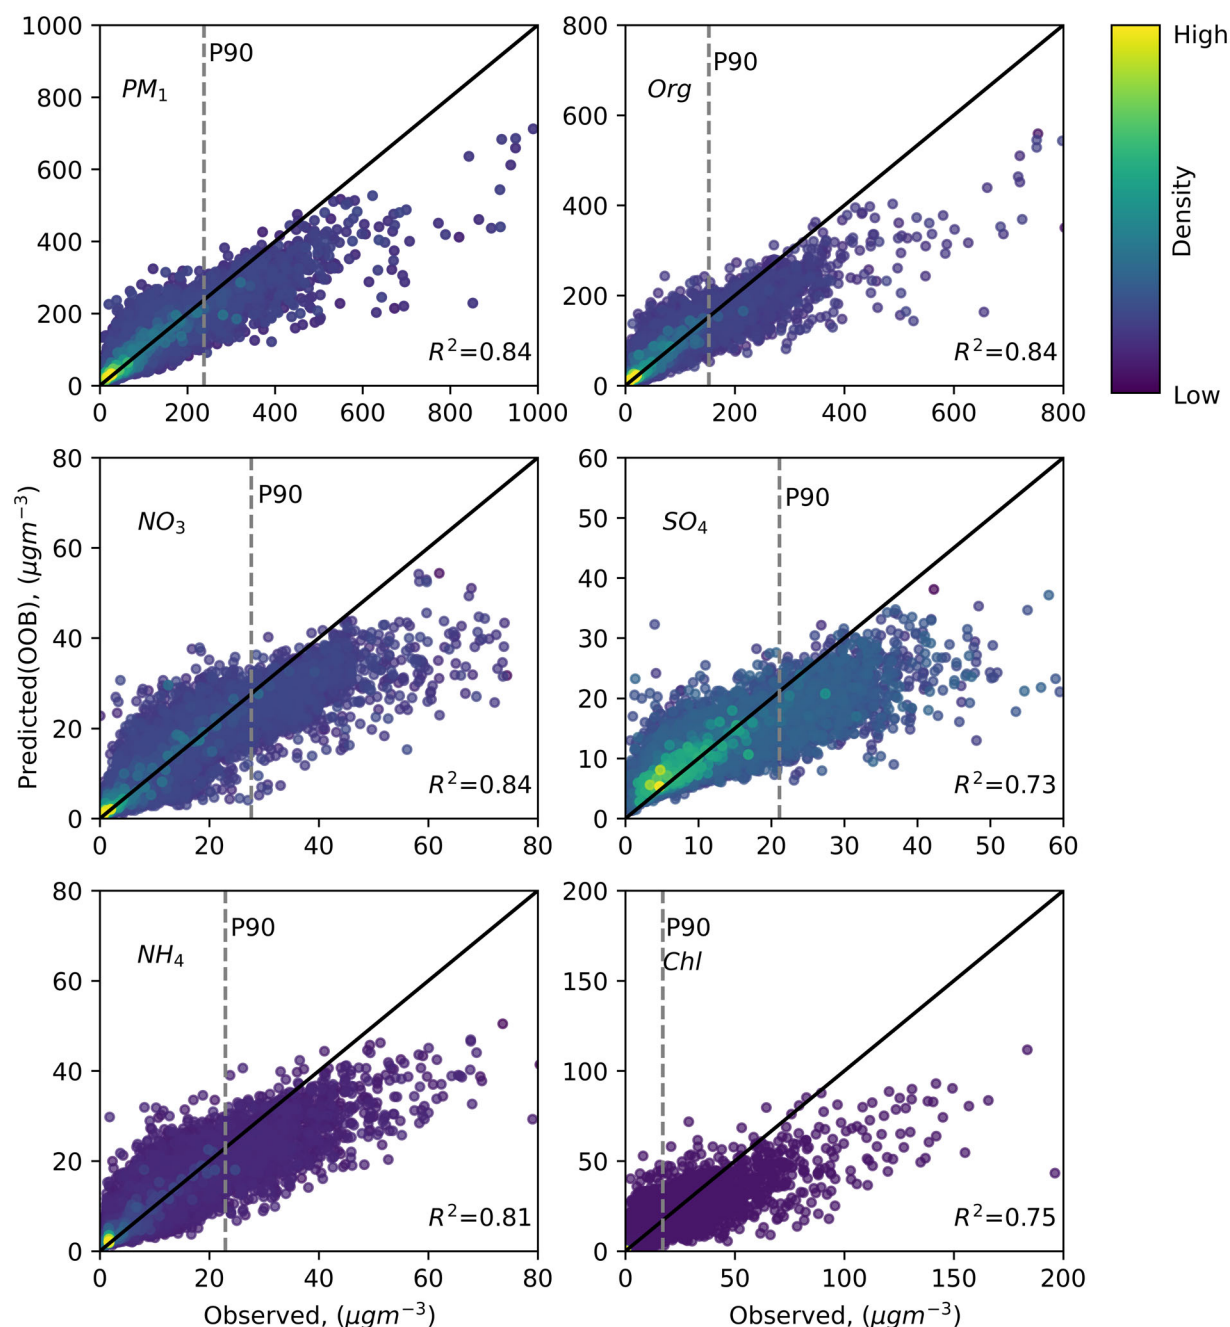 1000
800
600
400
200
0
P90
PM₁
R²=0.84
0 200 400 600 800 1000
800
600
400
200
0
P90
Org
R²=0.84
0 200 400 600 800
High
Density
Low
Predicted(OOB), (μgm⁻³)
80
60
40
20
0
P90
NO₃
R²=0.84
0 20 40 60 80
60
50
40
30
20
10
0
P90
SO₄
R²=0.73
0 10 20 30 40 50 60
80
60
40
20
0
P90
NH₄
R²=0.81
0 20 40 60 80
Observed, (μgm⁻³)
200
150
100
50
0
P90
Chl
R²=0.75
0 50 100 150 200
Observed, (μgm⁻³)